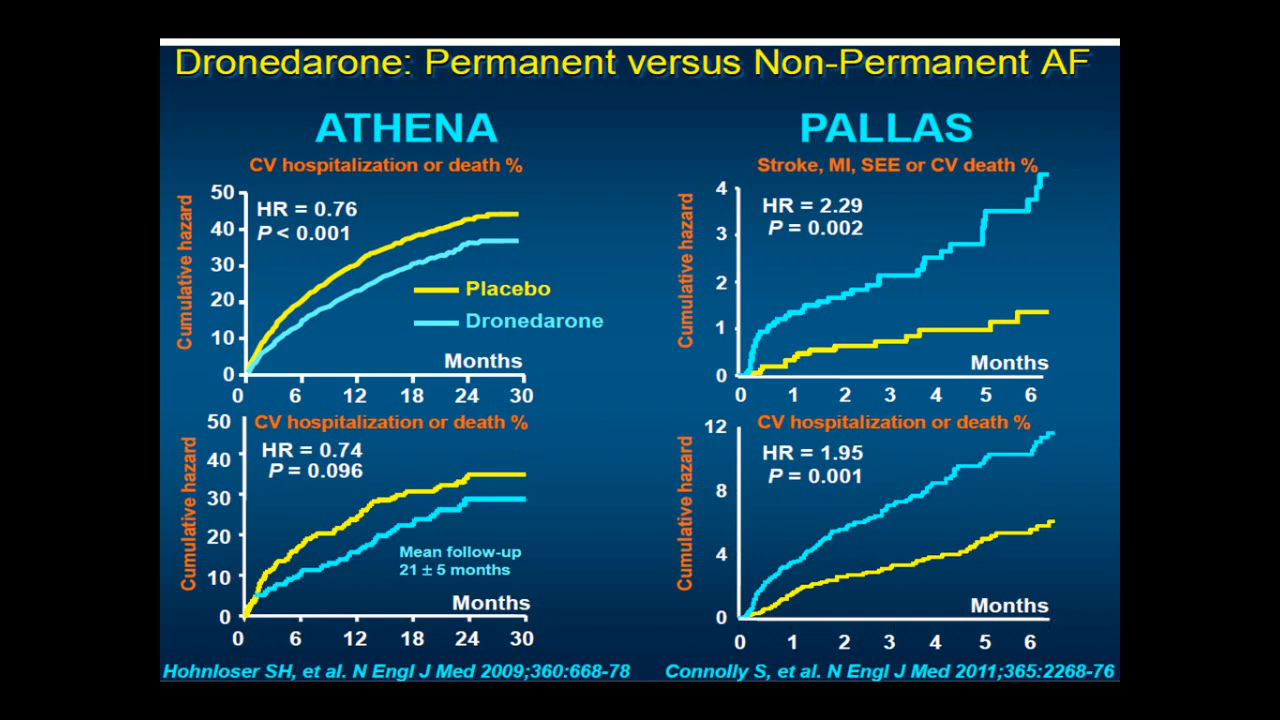 Dronedarone: Permanent versus Non-Permanent AF
ATHENA
CV hospitalization or death %
Cumulative hazard
50
40
30
20
10
0
HR = 0.76
P < 0.001
Placebo
Dronedarone
Months
0 6 12 18 24 30
CV hospitalization or death %
Cumulative hazard
50
40
30
20
10
0
HR = 0.74
P = 0.096
Mean follow-up
21 ± 5 months
Months
0 6 12 18 24 30
Hohnloser SH, et al. N Engl J Med 2009;360:668-78
PALLAS
Stroke, MI, SEE or CV death %
Cumulative hazard
4
3
2
1
0
HR = 2.29
P = 0.002
Months
0 1 2 3 4 5 6
CV hospitalization or death %
Cumulative hazard
12
8
4
0
HR = 1.95
P = 0.001
Months
0 1 2 3 4 5 6
Connolly S, et al. N Engl J Med 2011;365:2268-76